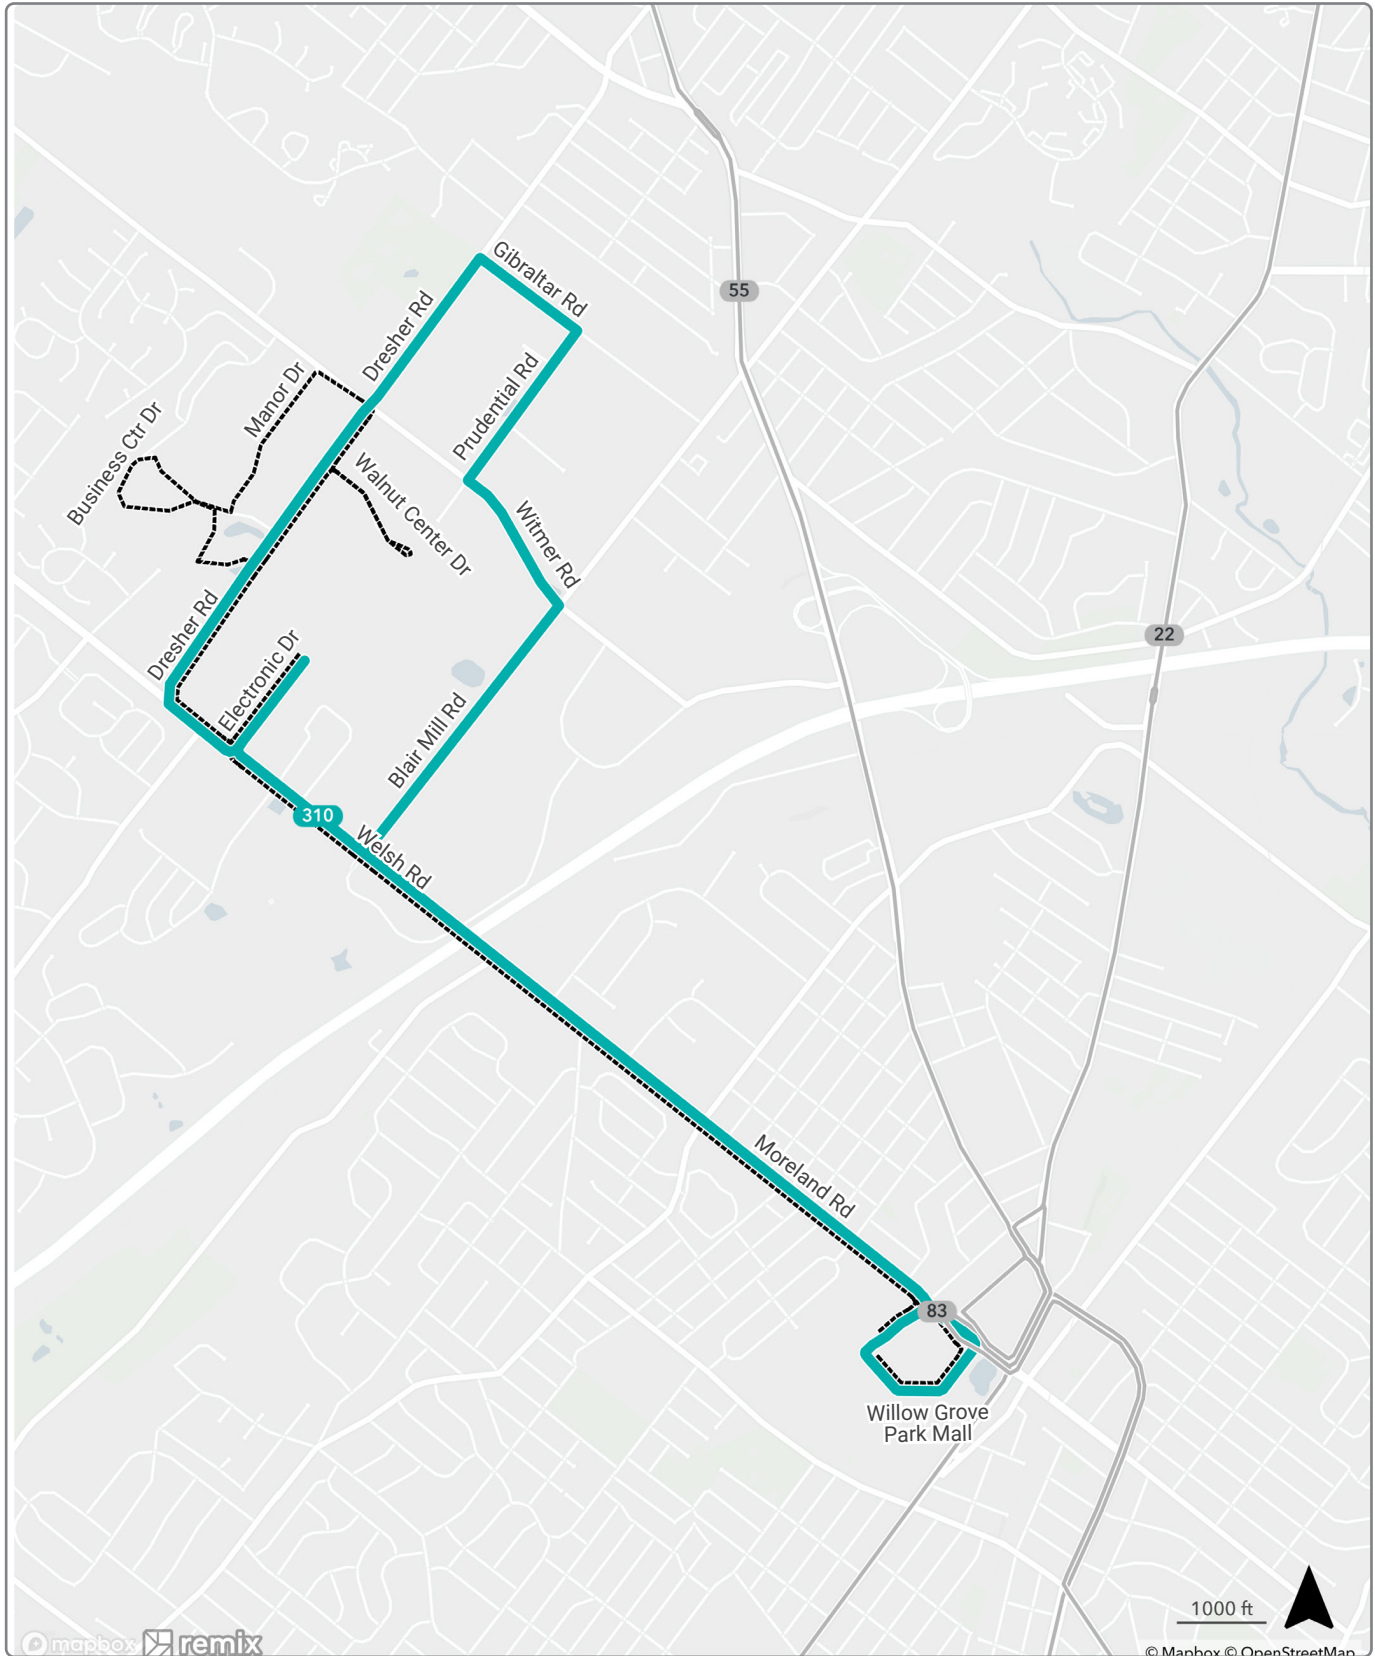 Gibraltar Rd
55
Dresher Rd
Prudential Rd
Manor Dr
Business Ctr Dr
Walnut Center Dr
Witmer Rd
Dresher Rd
Electronic Dr
22
Blair Mill Rd
310
Welsh Rd
Moreland Rd
83
Willow Grove
Park Mall
1000 ft
mapbox remix
© Mapbox © OpenStreetMap